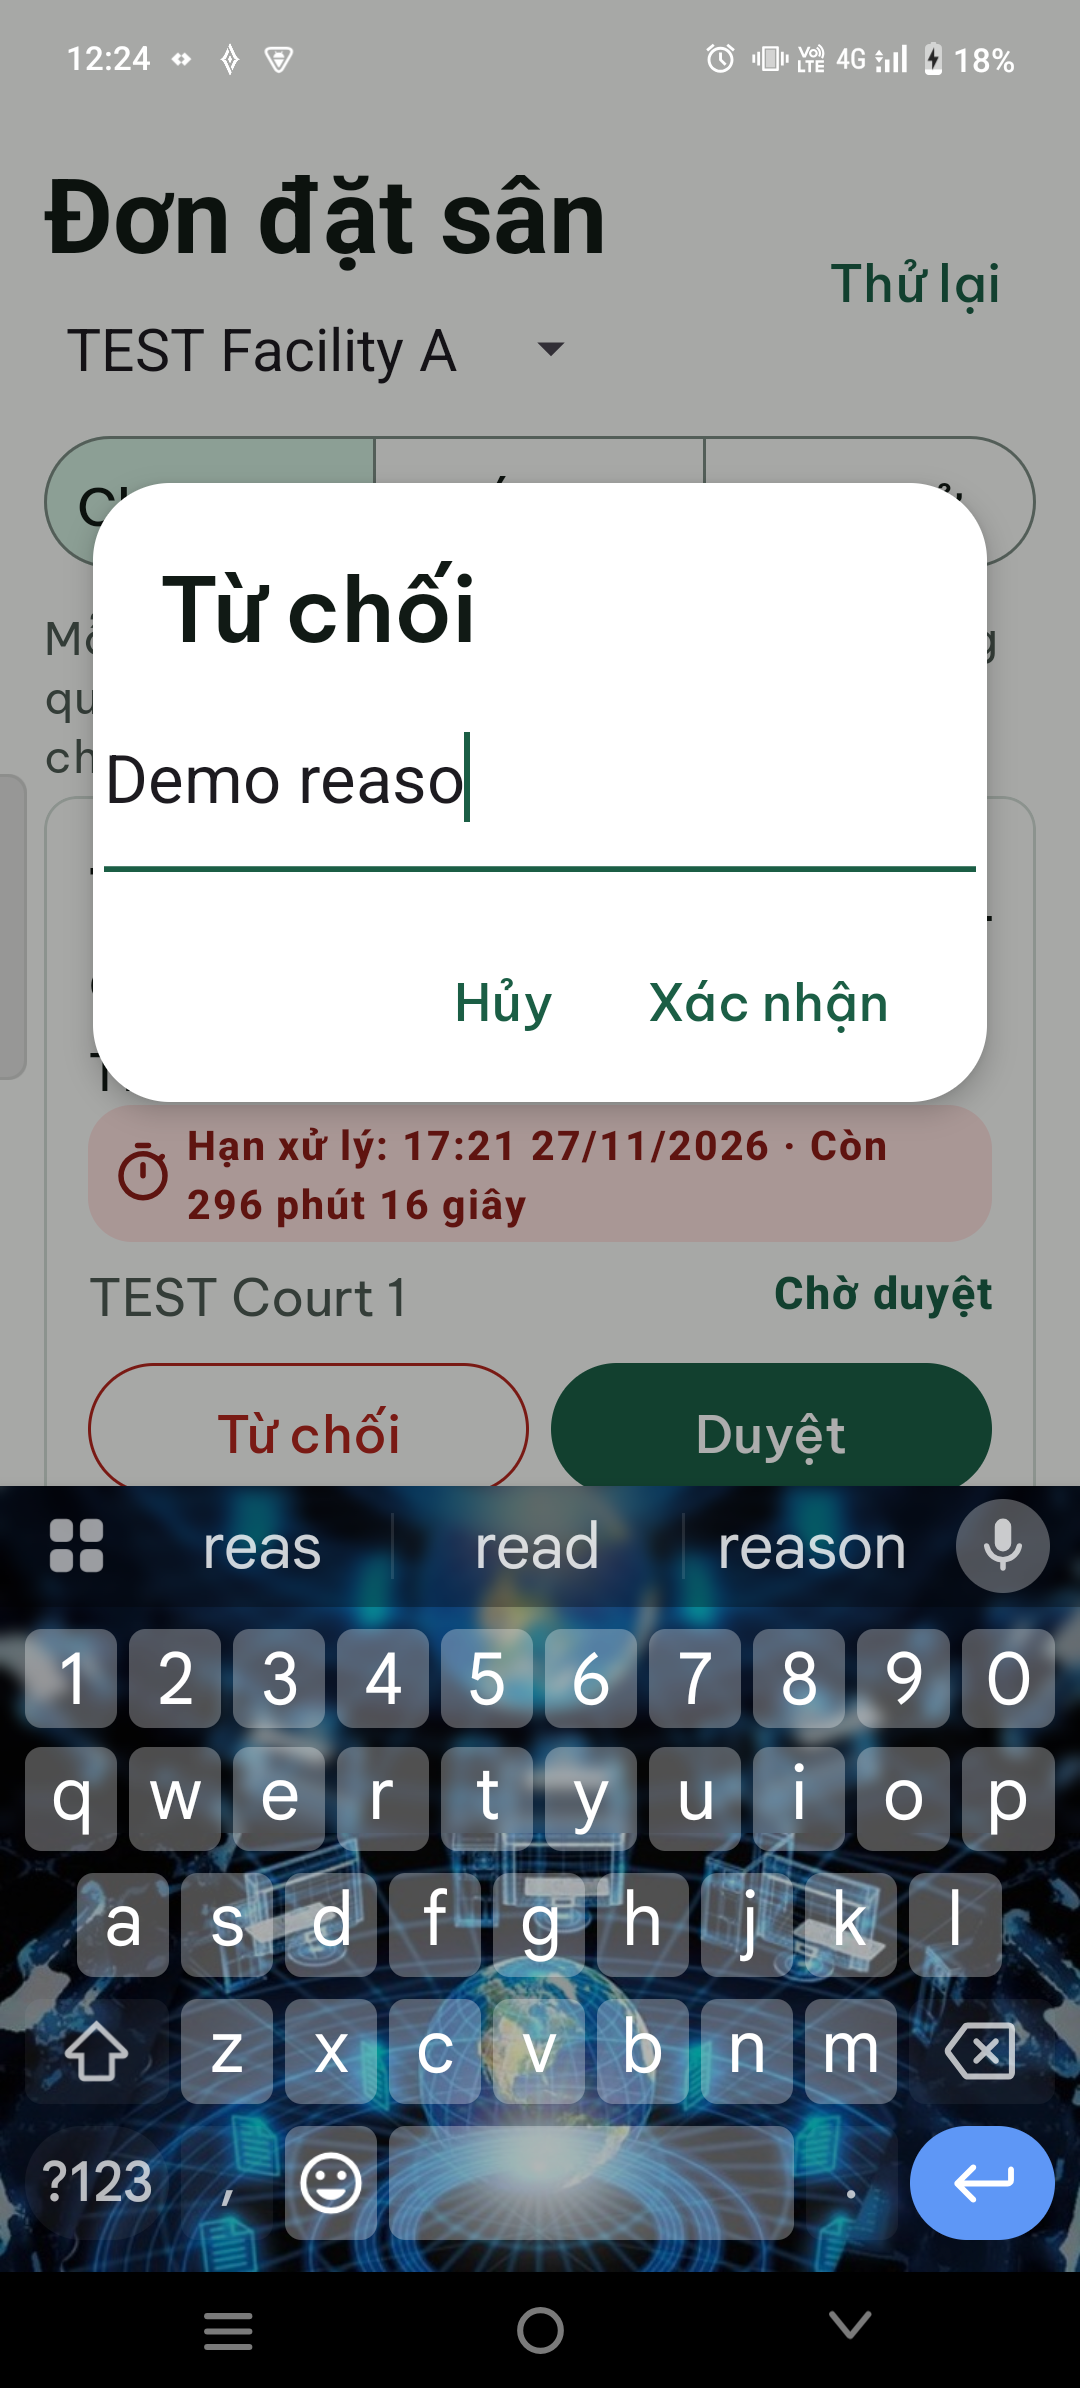 12:24
VoLTE 4G 18%
Đơn đặt sân
Thử lại
TEST Facility A
Từ chối
Demo reaso
Hủy Xác nhận
Hạn xử lý: 17:21 27/11/2026 · Còn
296 phút 16 giây
TEST Court 1 Chờ duyệt
Từ chối Duyệt
reas read reason
1 2 3 4 5 6 7 8 9 0
q w e r t y u i o p
a s d f g h j k l
z x c v b n m
?123 , .